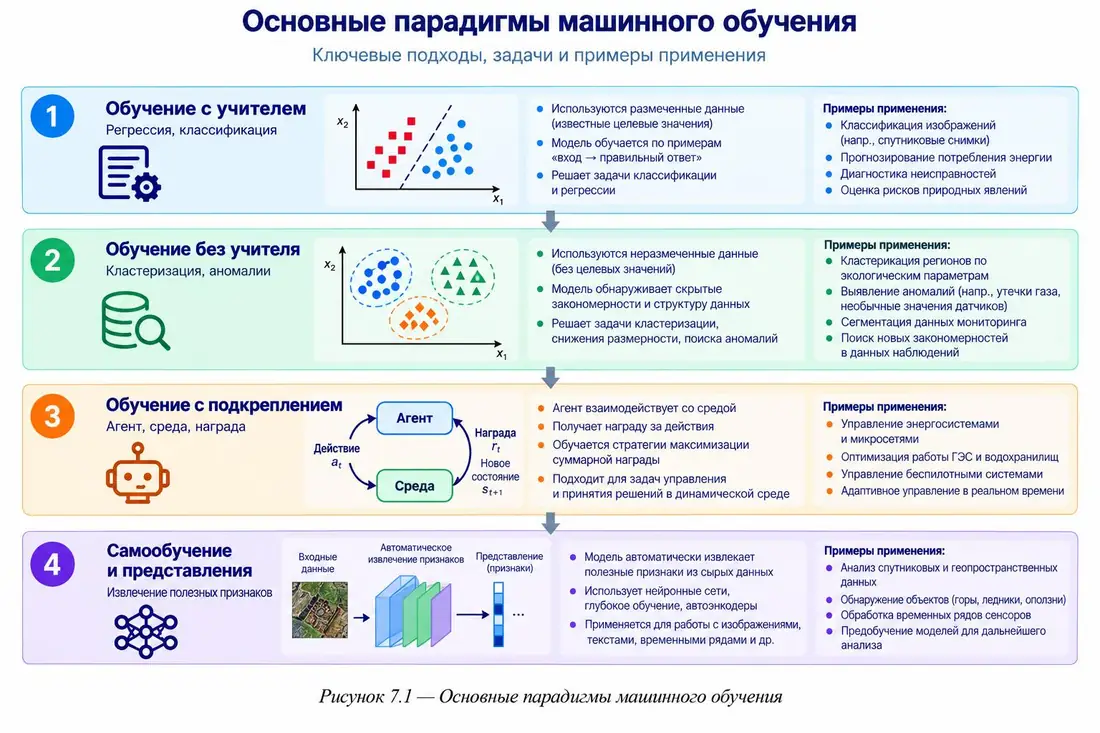 Основные парадигмы машинного обучения
Ключевые подходы, задачи и примеры применения
1
Обучение с учителем
Регрессия, классификация
x2
x1
Используются размеченные данные
(известные целевые значения)
Модель обучается по примерам
«вход → правильный ответ»
Решает задачи классификации
и регрессии
Примеры применения:
Классификация изображений
(напр., спутниковые снимки)
Прогнозирование потребления энергии
Диагностика неисправностей
Оценка рисков природных явлений
2
Обучение без учителя
Кластеризация, аномалии
x2
x1
Используются неразмеченные данные
(без целевых значений)
Модель обнаруживает скрытые
закономерности и структуру данных
Решает задачи кластеризации,
снижения размерности, поиска аномалий
Примеры применения:
Кластерикация регионов по
экологическим параметрам
Выявление аномалий (напр., утечки газа,
необычные значения датчиков)
Сегментация данных мониторинга
Поиск новых закономерностей
в данных наблюдений
3
Обучение с подкреплением
Агент, среда, награда
Агент
Действие
at
Награда
rt
Новое
состояние
st+1
Среда
Агент взаимодействует со средой
Получает награду за действия
Обучается стратегии максимизации
суммарной награды
Подходит для задач управления
и принятия решений в динамической среде
Примеры применения:
Управление энергосистемами
и микросетями
Оптимизация работы ГЭС и водохранилищ
Управление беспилотными системами
Адаптивное управление в реальном времени
4
Самообучение
и представления
Извлечение полезных признаков
Входные
данные
Автоматическое
извлечение признаков
Представление
(признаки)
...
Модель автоматически извлекает
полезные признаки из сырых данных
Использует нейронные сети,
глубокое обучение, автоэнкодеры
Применяется для работы с изображениями,
текстами, временными рядами и др.
Примеры применения:
Анализ спутниковых и геопространственных
данных
Обнаружение объектов (горы, ледники, оползни)
Обработка временных рядов сенсоров
Предобучение моделей для дальнейшего
анализа
Рисунок 7.1 — Основные парадигмы машинного обучения